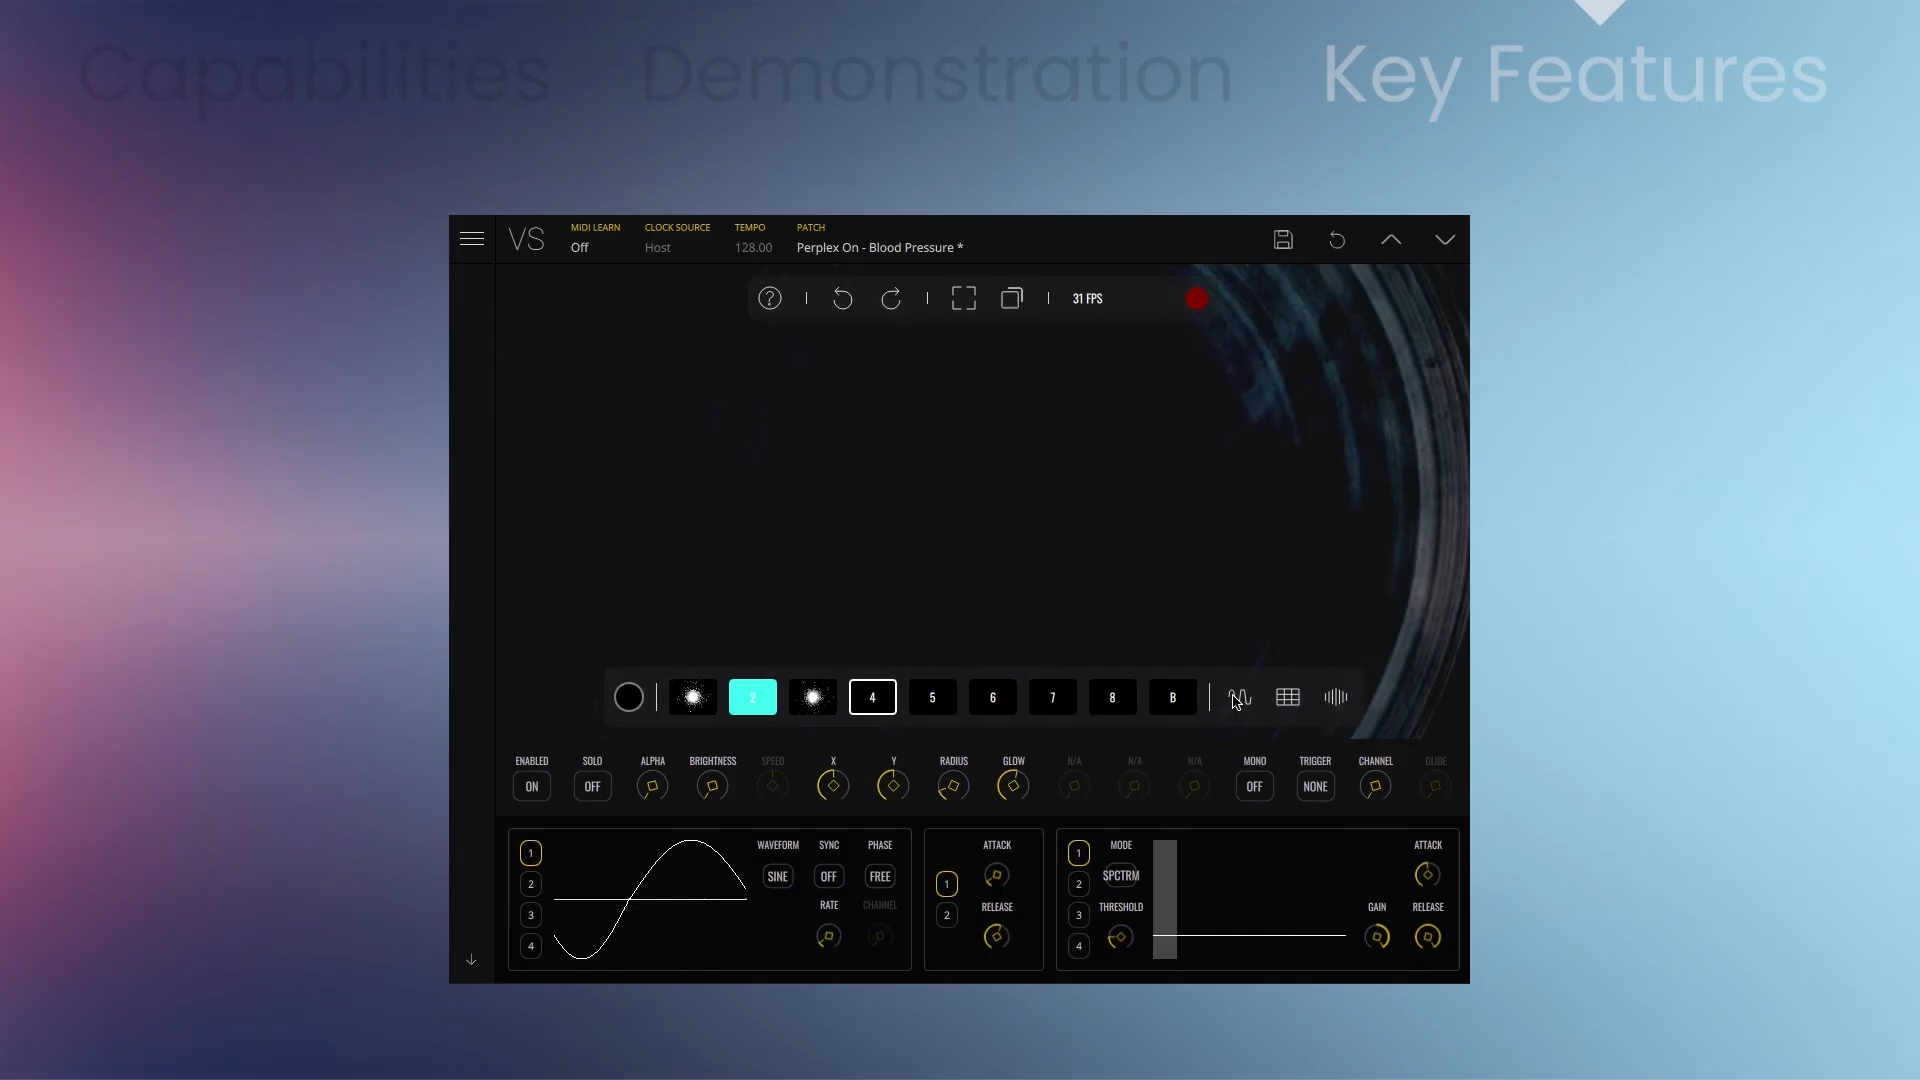 Capabilities Demonstration Key Features
MIDI LEARN CLOCK SOURCE TEMPO PATCH
VS Off Host 128.00 Perplex On - Blood Pressure *
? 31 FPS
2 4 5 6 7 8 B
ENABLED SOLO ALPHA BRIGHTNESS SPEED X Y RADIUS GLOW N/A N/A N/A MONO TRIGGER CHANNEL GLIDE
ON OFF OFF NONE
1 WAVEFORM SYNC PHASE ATTACK 1 MODE ATTACK
2 SINE OFF FREE 1 2 SPCTRM
3 RATE CHANNEL 2 RELEASE 3 THRESHOLD GAIN RELEASE
4 4